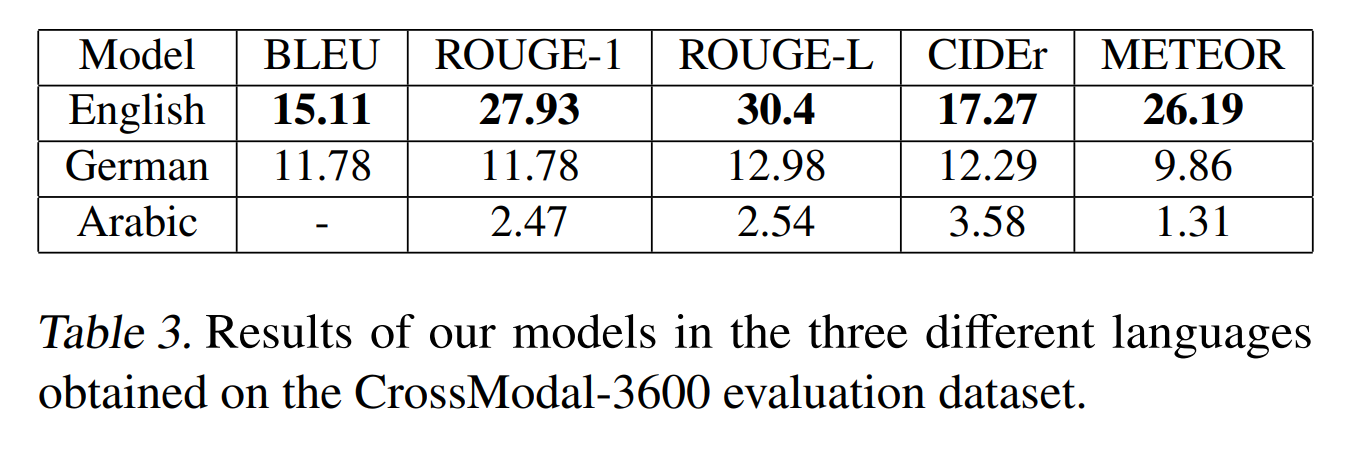 Model BLEU ROUGE-1 ROUGE-L CIDEr METEOR
English 15.11 27.93 30.4 17.27 26.19
German 11.78 11.78 12.98 12.29 9.86
Arabic - 2.47 2.54 3.58 1.31
Table 3. Results of our models in the three different languages
obtained on the CrossModal-3600 evaluation dataset.